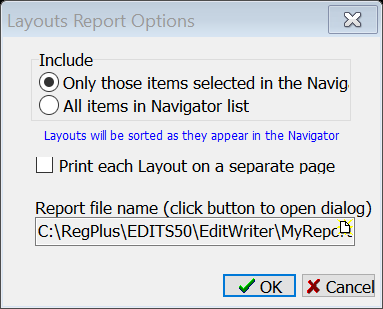 Layouts Report Options
Include
Only those items selected in the Naviga
All items in Navigator list
Layouts will be sorted as they appear in the Navigator
Print each Layout on a separate page
Report file name (click button to open dialog)
C:\RegPlus\EDITS50\EditWriter\MyReport
OK
Cancel